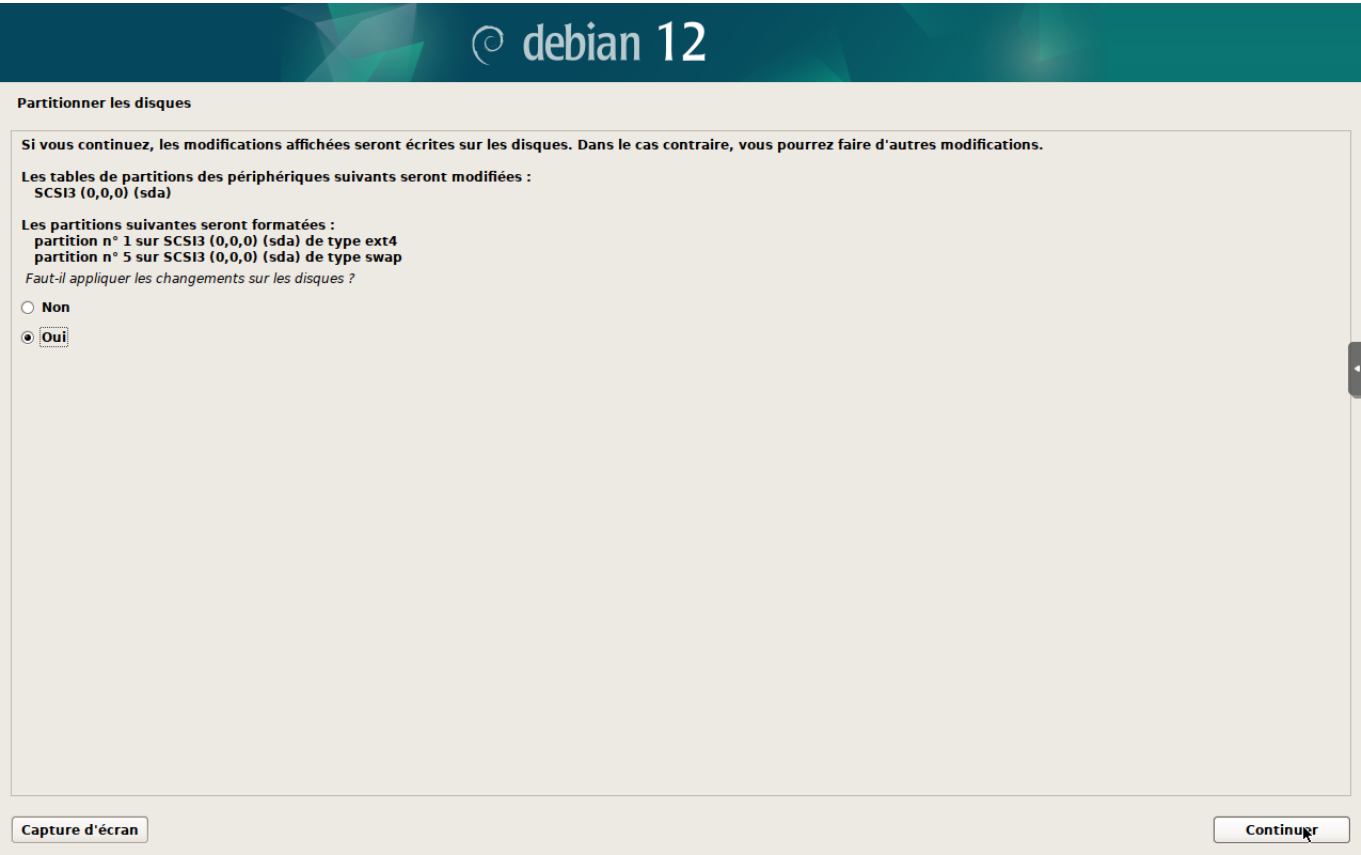 debian 12
Partitionner les disques
Si vous continuez, les modifications affichées seront écrites sur les disques. Dans le cas contraire, vous pourrez faire d'autres modifications.
Les tables de partitions des périphériques suivants seront modifiées :
SCSI3 (0,0,0) (sda)
Les partitions suivantes seront formatées :
partition n° 1 sur SCSI3 (0,0,0) (sda) de type ext4
partition n° 5 sur SCSI3 (0,0,0) (sda) de type swap
Faut-il appliquer les changements sur les disques ?
Non
Oui
Capture d'écran
Continuer